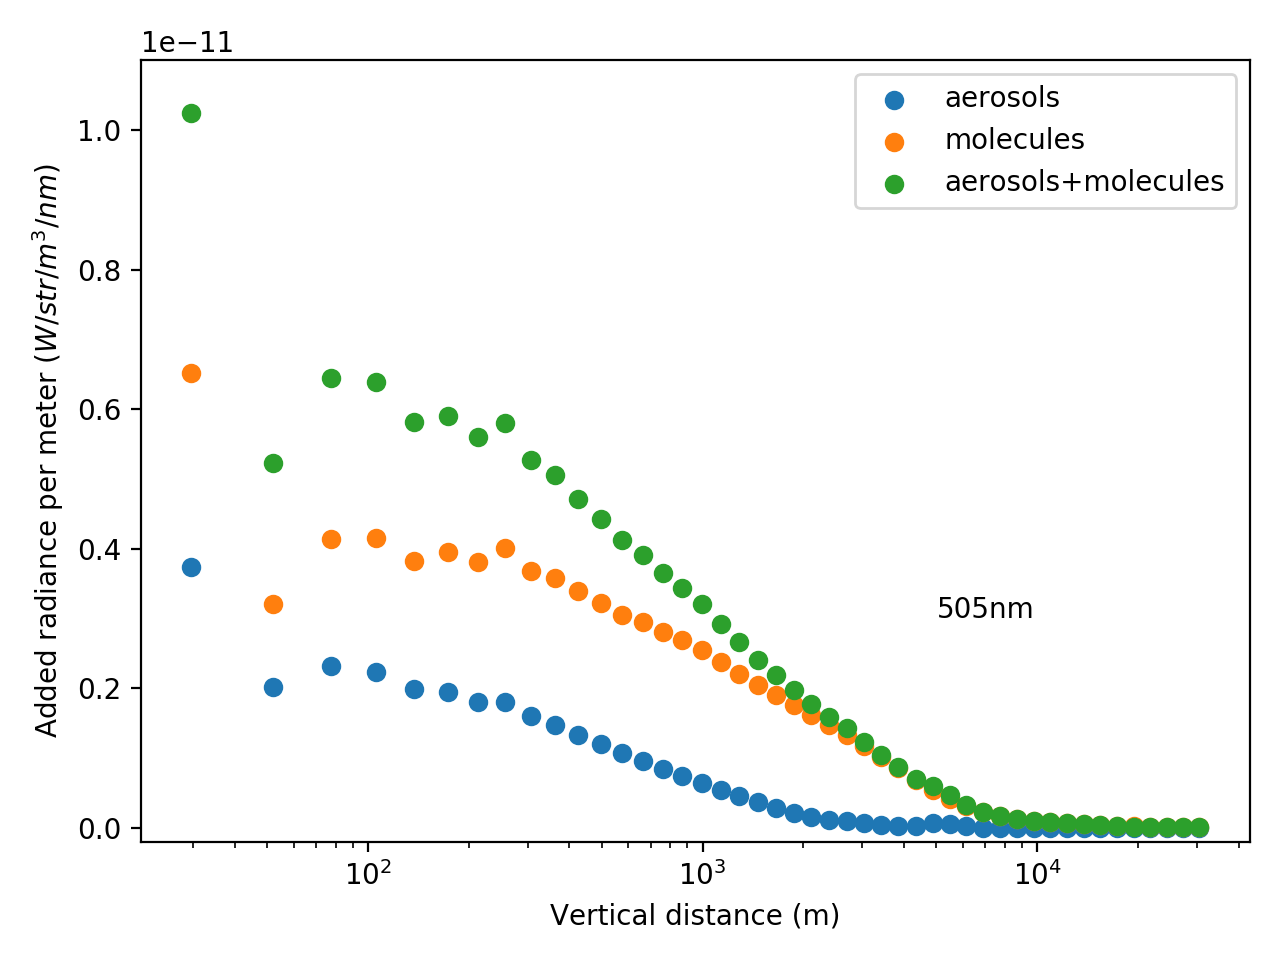 1e−11
aerosols
molecules
aerosols+molecules
1.0
0.8
0.6
0.4
0.2
0.0
Added radiance per meter (W/str/m³/nm)
505nm
10² 10³ 10⁴
Vertical distance (m)